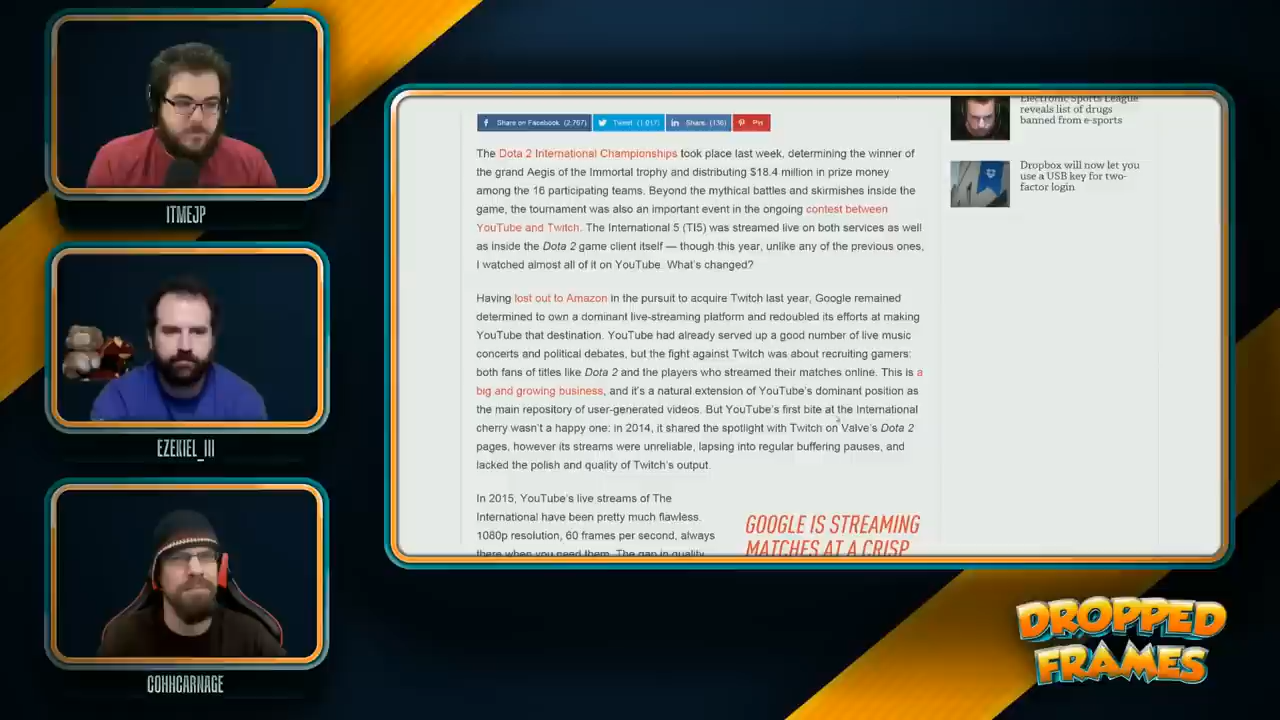 ITMEJP
EZEKIEL_III
COHHCARNAGE
Share on Facebook (2,767)
Tweet (1,017)
Share (136)
Pin
The Dota 2 International Championships took place last week, determining the winner of
the grand Aegis of the Immortal trophy and distributing $18.4 million in prize money
among the 16 participating teams. Beyond the mythical battles and skirmishes inside the
game, the tournament was also an important event in the ongoing contest between
YouTube and Twitch. The International 5 (TI5) was streamed live on both services as well
as inside the Dota 2 game client itself — though this year, unlike any of the previous ones,
I watched almost all of it on YouTube. What's changed?
Having lost out to Amazon in the pursuit to acquire Twitch last year, Google remained
determined to own a dominant live-streaming platform and redoubled its efforts at making
YouTube that destination. YouTube had already served up a good number of live music
concerts and political debates, but the fight against Twitch was about recruiting gamers:
both fans of titles like Dota 2 and the players who streamed their matches online. This is a
big and growing business, and it's a natural extension of YouTube's dominant position as
the main repository of user-generated videos. But YouTube's first bite at the International
cherry wasn't a happy one: in 2014, it shared the spotlight with Twitch on Valve's Dota 2
pages, however its streams were unreliable, lapsing into regular buffering pauses, and
lacked the polish and quality of Twitch's output.
In 2015, YouTube's live streams of The
International have been pretty much flawless.
1080p resolution, 60 frames per second, always
there when you need them. The gap in quality
GOOGLE IS STREAMING
MATCHES AT A CRISP
Electronic Sports League
reveals list of drugs
banned from e-sports
Dropbox will now let you
use a USB key for two-
factor login
DROPPED
FRAMES